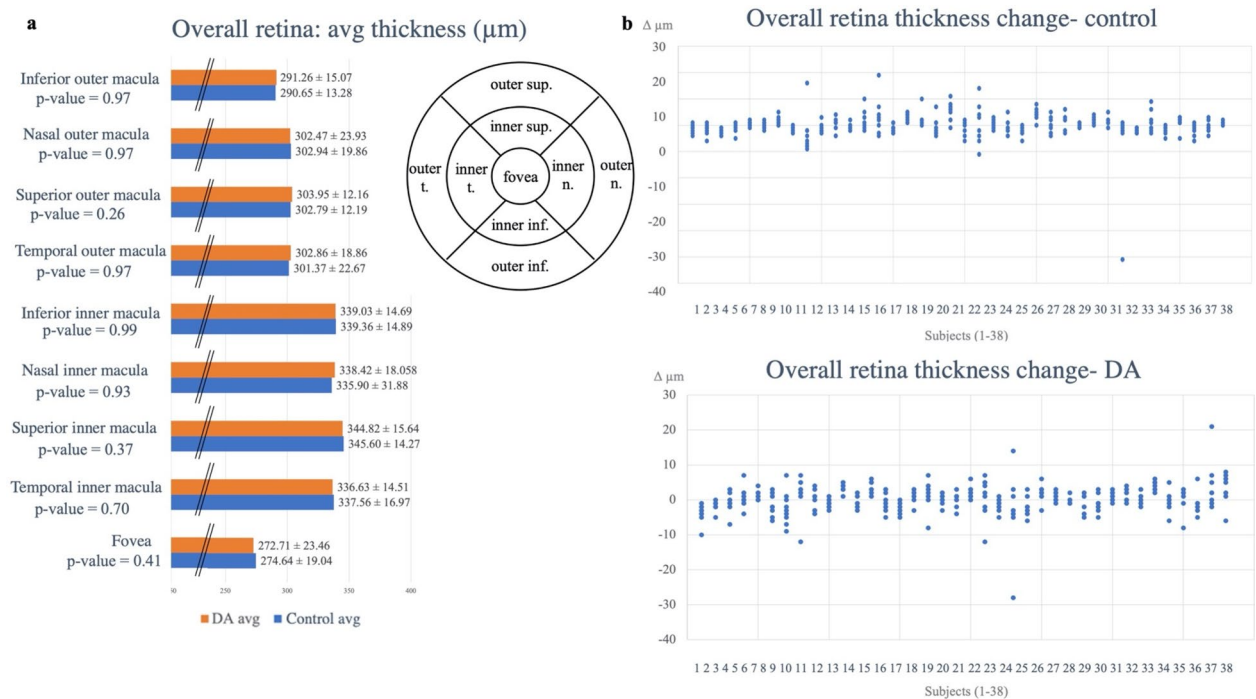 a
Overall retina: avg thickness (µm)
Inferior outer macula
p-value = 0.97
291.26 ± 15.07
290.65 ± 13.28
Nasal outer macula
p-value = 0.97
302.47 ± 23.93
302.94 ± 19.86
Superior outer macula
p-value = 0.26
303.95 ± 12.16
302.79 ± 12.19
Temporal outer macula
p-value = 0.97
302.86 ± 18.86
301.37 ± 22.67
Inferior inner macula
p-value = 0.99
339.03 ± 14.69
339.36 ± 14.89
Nasal inner macula
p-value = 0.93
338.42 ± 18.058
335.90 ± 31.88
Superior inner macula
p-value = 0.37
344.82 ± 15.64
345.60 ± 14.27
Temporal inner macula
p-value = 0.70
336.63 ± 14.51
337.56 ± 16.97
Fovea
p-value = 0.41
272.71 ± 23.46
274.64 ± 19.04
250 300 350 400
DA avg Control avg
outer sup.
inner sup.
outer t.
inner t.
fovea
inner n.
outer n.
inner inf.
outer inf.
b
Δ µm
Overall retina thickness change- control
30
20
10
0
-10
-20
-30
-40
1 2 3 4 5 6 7 8 9 10 11 12 13 14 15 16 17 18 19 20 21 22 23 24 25 26 27 28 29 30 31 32 33 34 35 36 37 38
Subjects (1-38)
Δ µm
Overall retina thickness change- DA
30
20
10
0
-10
-20
-30
-40
1 2 3 4 5 6 7 8 9 10 11 12 13 14 15 16 17 18 19 20 21 22 23 24 25 26 27 28 29 30 31 32 33 34 35 36 37 38
Subjects (1-38)